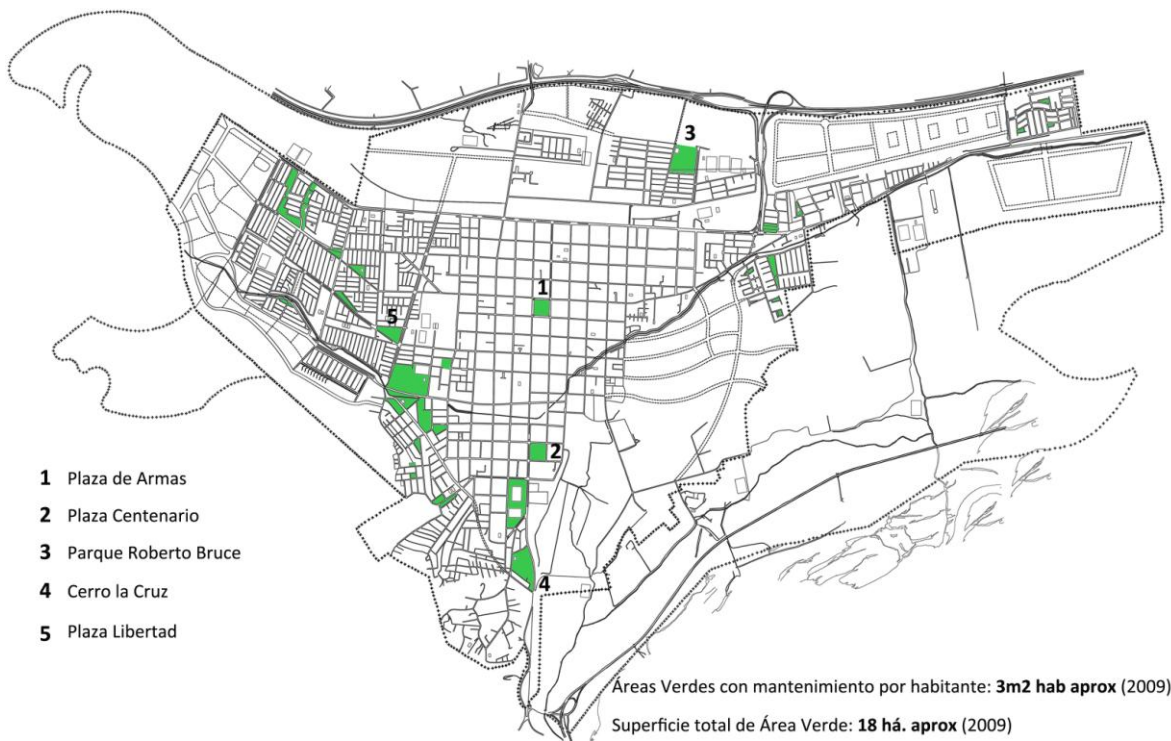 3
1
5
2
4
1 Plaza de Armas
2 Plaza Centenario
3 Parque Roberto Bruce
4 Cerro la Cruz
5 Plaza Libertad
Áreas Verdes con mantenimiento por habitante: 3m2 hab aprox (2009)
Superficie total de Área Verde: 18 há. aprox (2009)